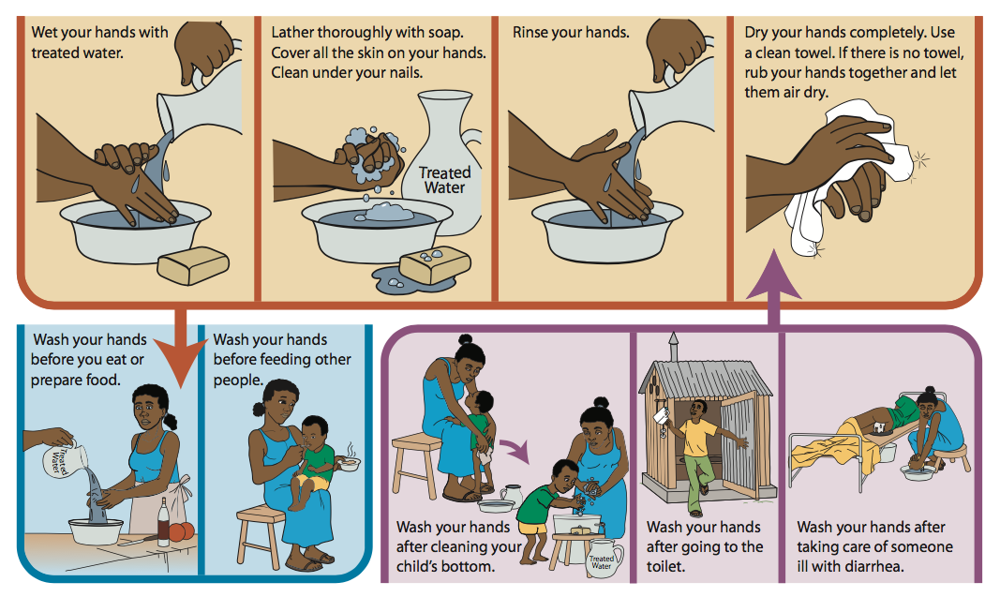 Wet your hands with
treated water.
Lather thoroughly with soap.
Cover all the skin on your hands.
Clean under your nails.
Treated
Water
Rinse your hands.
Dry your hands completely. Use
a clean towel. If there is no towel,
rub your hands together and let
them air dry.
Wash your hands
before you eat or
prepare food.
Treated
Water
Wash your hands
before feeding other
people.
Wash your hands
after cleaning your
child's bottom.
Treated
Water
Wash your hands
after going to the
toilet.
Wash your hands after
taking care of someone
ill with diarrhea.